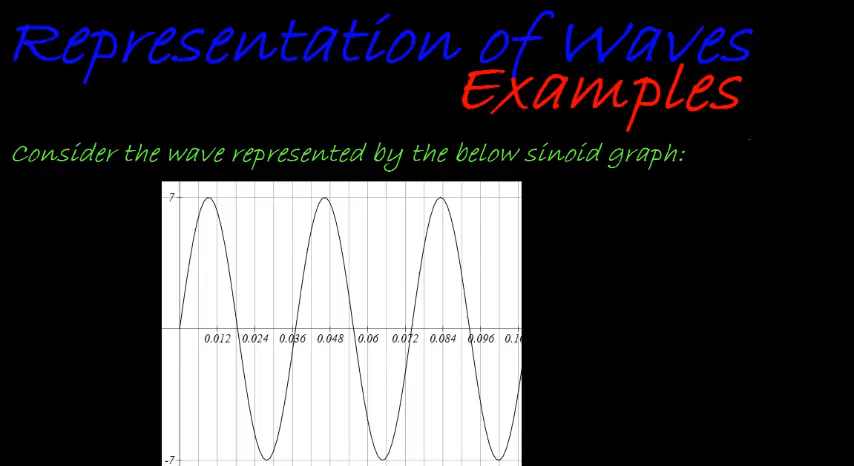 Representation of Waves
Examples
Consider the wave represented by the below sinoid graph:
7
0.012 0.024 0.036 0.048 0.06 0.072 0.084 0.096
-7